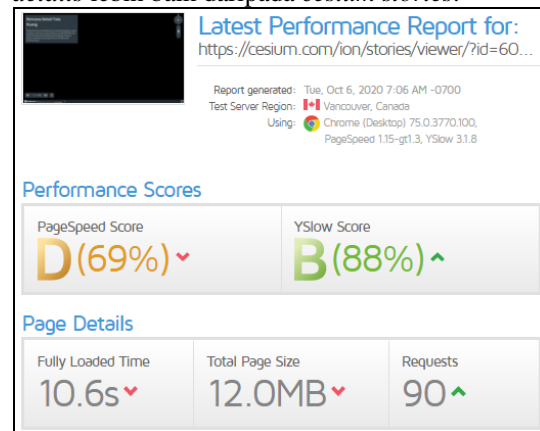 Latest Performance Report for:
https://cesium.com/ion/stories/viewer/?id=60...
Report generated: Tue, Oct 6, 2020 7:06 AM -0700
Test Server Region: Vancouver, Canada
Using: Chrome (Desktop) 75.0.3770.100,
PageSpeed 1.15-gt1.3, YSlow 3.1.8
Performance Scores
PageSpeed Score YSlow Score
D(69%) B(88%)
Page Details
Fully Loaded Time Total Page Size Requests
10.6s 12.0MB 90